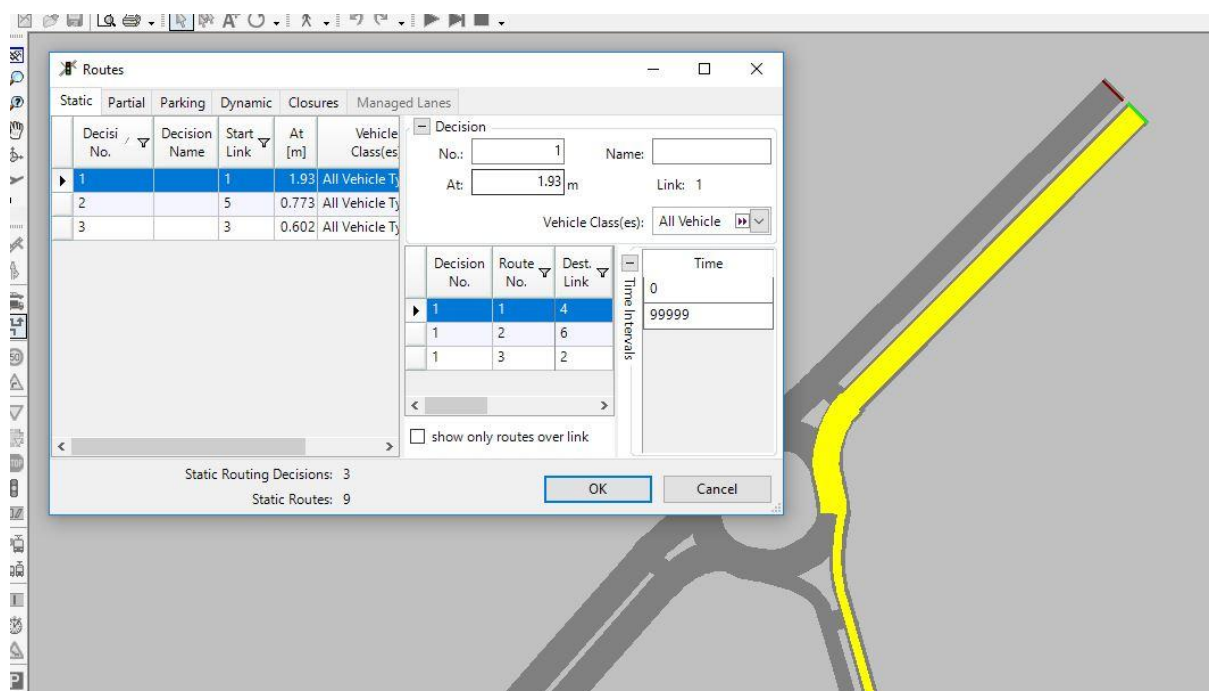 Routes
Static Partial Parking Dynamic Closures Managed Lanes
Decisi No. Decision Name Start Link At [m] Vehicle Class(es
1 1 1.93 All Vehicle Ty
2 5 0.773 All Vehicle Ty
3 3 0.602 All Vehicle Ty
Decision
No.: 1 Name:
At: 1.93 m Link: 1
Vehicle Class(es): All Vehicle
Decision No. Route No. Dest. Link
1 1 4
1 2 6
1 3 2
Time Intervals
Time
0
99999
show only routes over link
Static Routing Decisions: 3
Static Routes: 9
OK Cancel
STOP
P